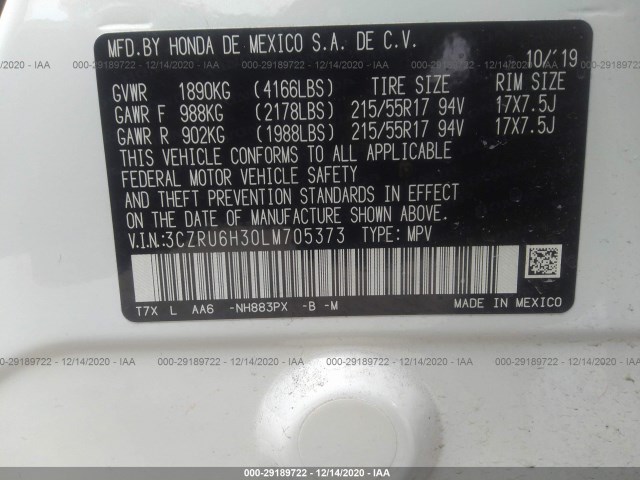 MFD.BY HONDA DE MEXICO S.A. DE C.V.
10/'19
GVWR 1890KG (4166LBS) TIRE SIZE RIM SIZE
GAWR F 988KG (2178LBS) 215/55R17 94V 17X7.5J
GAWR R 902KG (1988LBS) 215/55R17 94V 17X7.5J
THIS VEHICLE CONFORMS TO ALL APPLICABLE
FEDERAL MOTOR VEHICLE SAFETY
AND THEFT PREVENTION STANDARDS IN EFFECT
ON THE DATE OF MANUFACTURE SHOWN ABOVE.
V.I.N.:3CZRU6H30LM705373 TYPE: MPV
T7X L AA6 -NH883PX -B -M MADE IN MEXICO
000-29189722 - 12/14/2020 - IAA